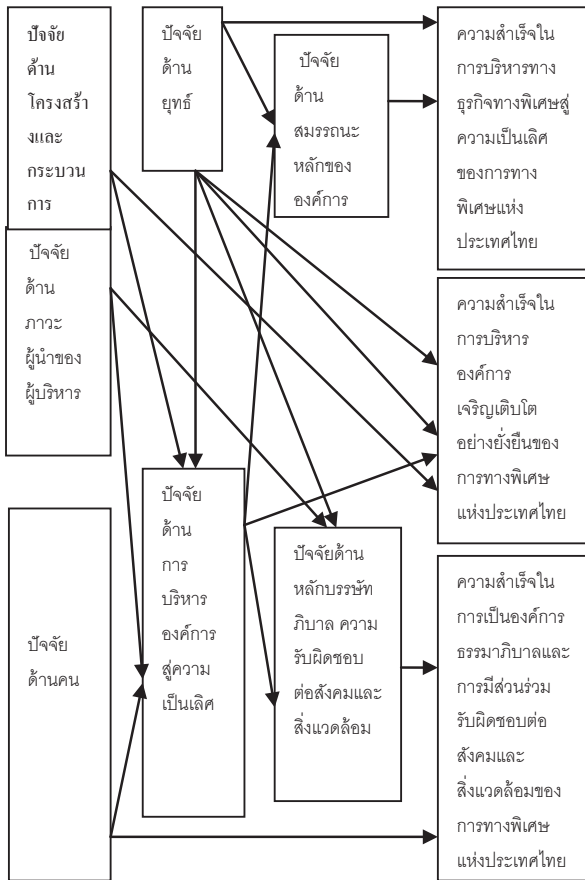 ปัจจัย
ด้าน
โครงสร้า
งและ
กระบวน
การ
ปัจจัย
ด้าน
ภาวะ
ผู้นำของ
ผู้บริหาร
ปัจจัย
ด้านคน
ปัจจัย
ด้าน
ยุทธ์
ปัจจัย
ด้าน
การ
บริหาร
องค์การ
สู่ความ
เป็นเลิศ
ปัจจัย
ด้าน
สมรรถนะ
หลักของ
องค์การ
ปัจจัยด้าน
หลักบรรษัท
ภิบาล ความ
รับผิดชอบ
ต่อสังคมและ
สิ่งแวดล้อม
ความสำเร็จใน
การบริหารทาง
ธุรกิจทางพิเศษสู่
ความเป็นเลิศ
ของการทาง
พิเศษแห่ง
ประเทศไทย
ความสำเร็จใน
การบริหาร
องค์การ
เจริญเติบโต
อย่างยั่งยืนของ
การทางพิเศษ
แห่งประเทศไทย
ความสำเร็จใน
การเป็นองค์การ
ธรรมาภิบาลและ
การมีส่วนร่วม
รับผิดชอบต่อ
สังคมและ
สิ่งแวดล้อมของ
การทางพิเศษ
แห่งประเทศไทย